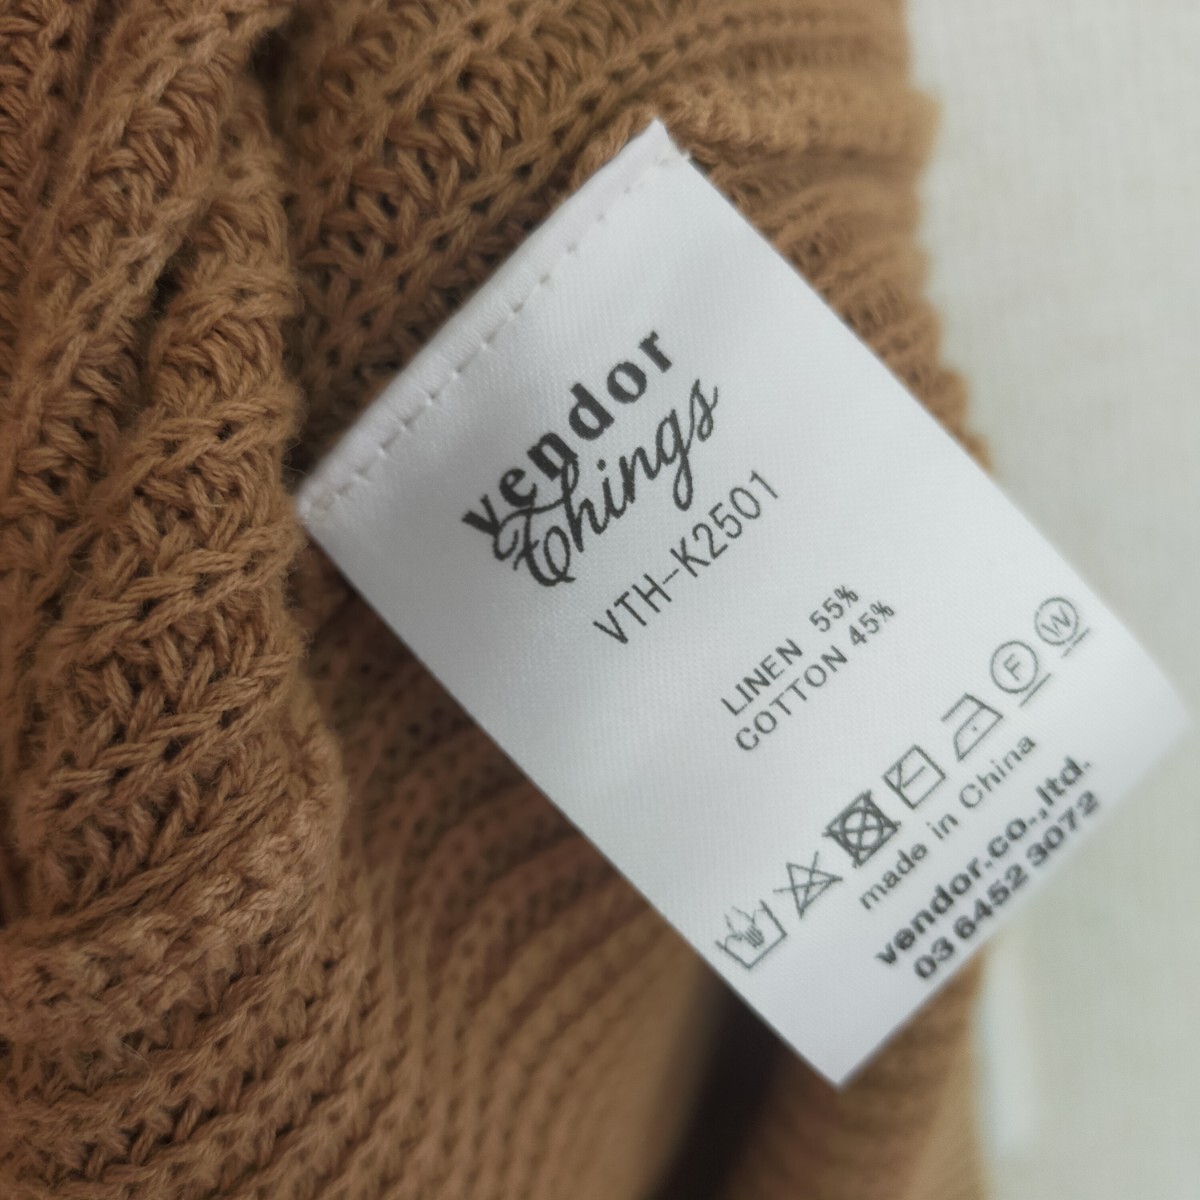 vendor
Things
VTH-K2501
LINEN 55%
COTTON 45%
F W
made in China
vendor.co.,ltd.
03 6452 3072